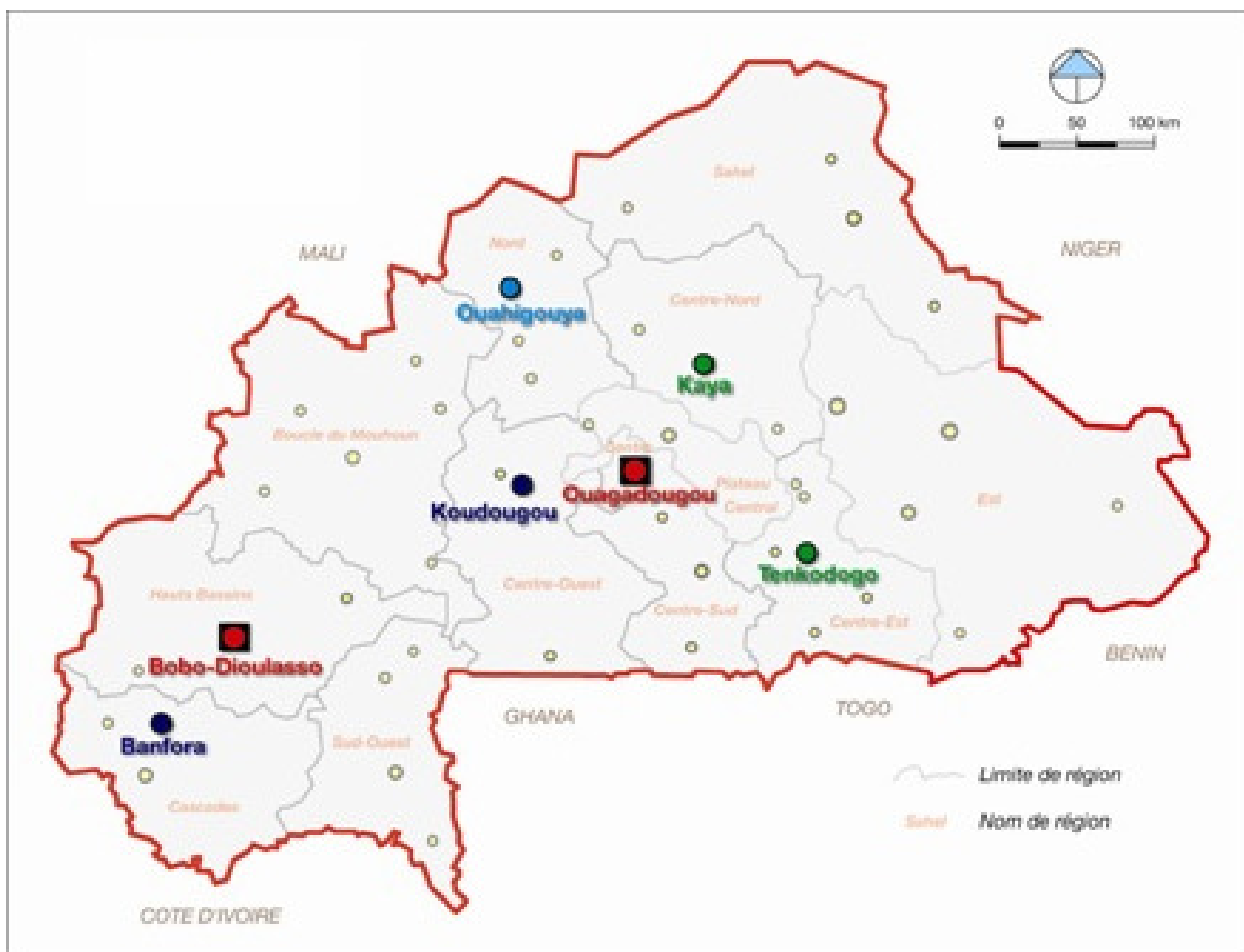 0 50 100 km
Sahel
NIGER
MALI
Nord
Ouahigouya
Centre-Nord
Kaya
Boucle du Mouhoun
Centre
Ouagadougou
Plateau
Central
Koudougou
Est
Tenkodogo
Centre-Ouest
Hauts Bassins
Centre-Sud
Centre-Est
Bobo-Dioulasso
BENIN
GHANA
TOGO
Banfora
Sud-Ouest
Cascades
Limite de région
Sahel Nom de région
COTE D'IVOIRE